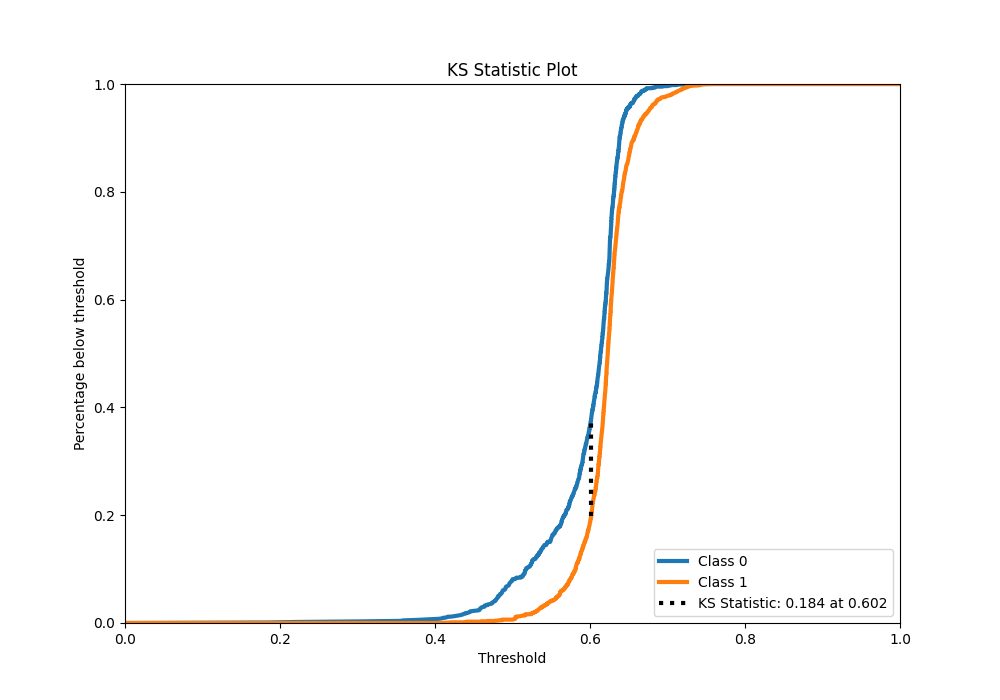 KS Statistic Plot
1.0
0.8
0.6
0.4
0.2
0.0
Percentage below threshold
0.0 0.2 0.4 0.6 0.8 1.0
Threshold
Class 0
Class 1
KS Statistic: 0.184 at 0.602